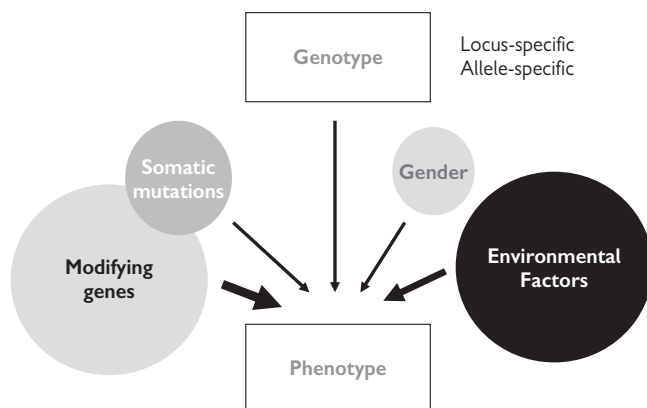 Genotype
Locus-specific
Allele-specific
Somatic
mutations
Gender
Modifying
genes
Environmental
Factors
Phenotype